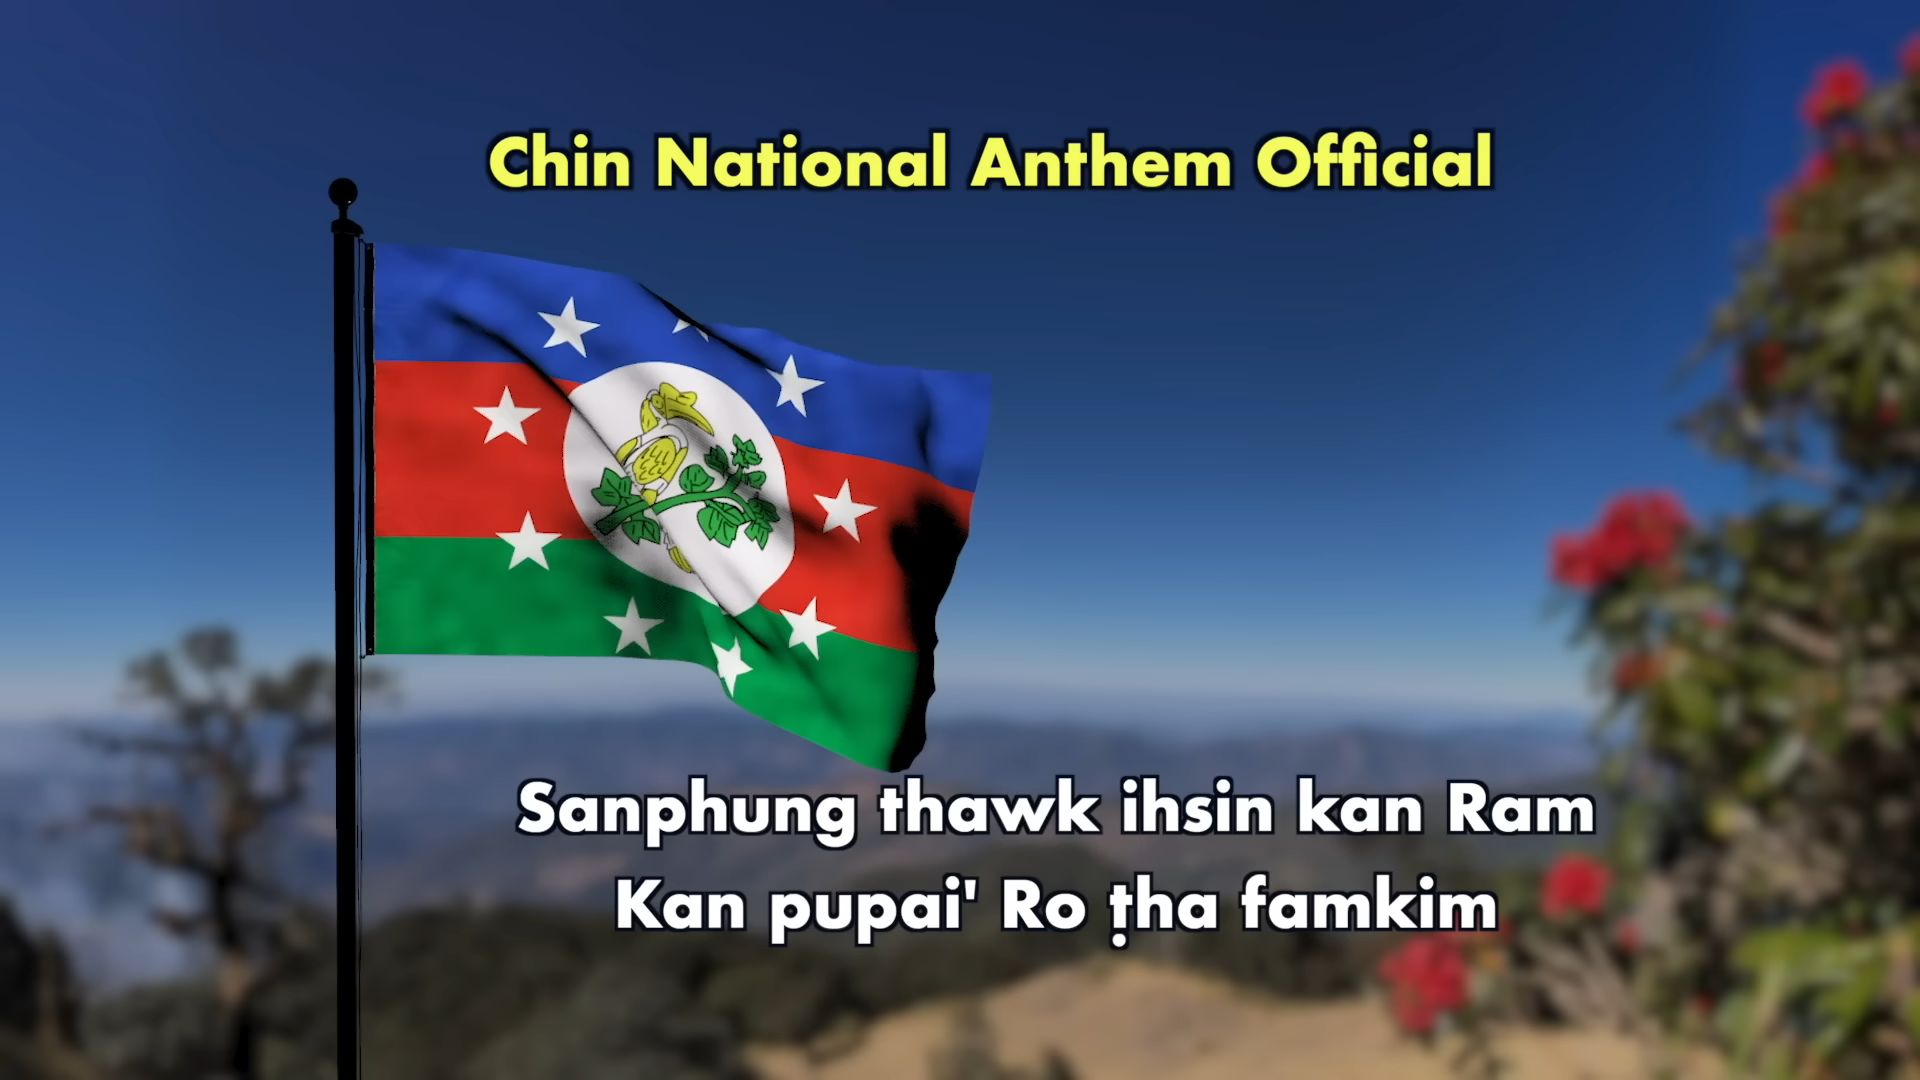 Chin National Anthem Official
Sanphung thawk ihsin kan Ram
Kan pupai' Ro ṭha famkim